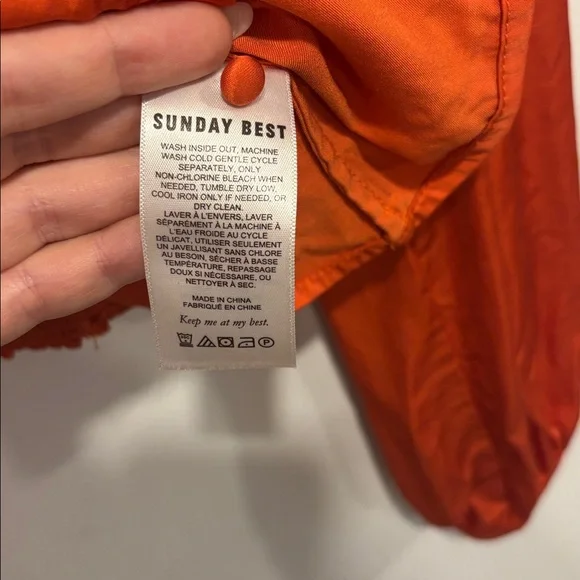 SUNDAY BEST
WASH INSIDE OUT, MACHINE
WASH COLD GENTLE CYCLE
SEPARATELY, ONLY
NON-CHLORINE BLEACH WHEN
NEEDED, TUMBLE DRY LOW,
COOL IRON ONLY IF NEEDED, OR
DRY CLEAN.
LAVER À L'ENVERS, LAVER
SÉPARÉMENT À LA MACHINE À
L'EAU FROIDE AU CYCLE
DÉLICAT, UTILISER SEULEMENT
UN JAVELLISANT SANS CHLORE
AU BESOIN, SÉCHER À BASSE
TEMPÉRATURE, REPASSAGE
DOUX SI NÉCESSAIRE, OU
NETTOYER À SEC.
MADE IN CHINA
FABRIQUÉ EN CHINE
Keep me at my best.
P